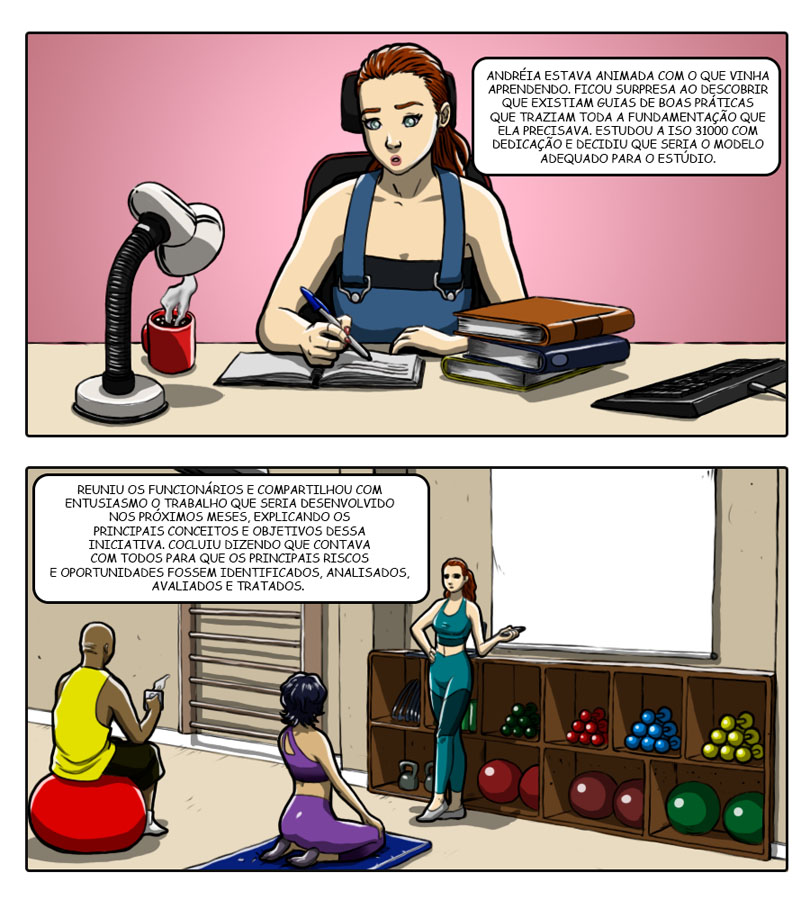 ANDRÉIA ESTAVA ANIMADA COM O QUE VINHA
APRENDENDO. FICOU SURPRESA AO DESCOBRIR
QUE EXISTIAM GUIAS DE BOAS PRÁTICAS
QUE TRAZIAM TODA A FUNDAMENTAÇÃO QUE
ELA PRECISAVA. ESTUDOU A ISO 31000 COM
DEDICAÇÃO E DECIDIU QUE SERIA O MODELO
ADEQUADO PARA O ESTÚDIO.
REUNIU OS FUNCIONÁRIOS E COMPARTILHOU COM
ENTUSIASMO O TRABALHO QUE SERIA DESENVOLVIDO
NOS PRÓXIMOS MESES, EXPLICANDO OS
PRINCIPAIS CONCEITOS E OBJETIVOS DESSA
INICIATIVA. COCLUIU DIZENDO QUE CONTAVA
COM TODOS PARA QUE OS PRINCIPAIS RISCOS
E OPORTUNIDADES FOSSEM IDENTIFICADOS, ANALISADOS,
AVALIADOS E TRATADOS.